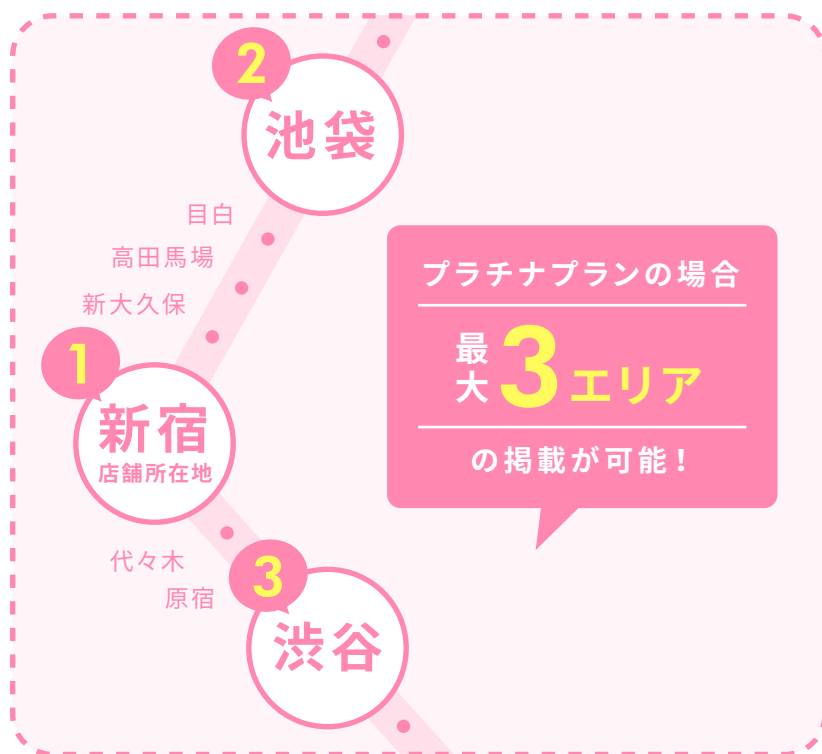 2
池袋
目白
高田馬場
新大久保
1
新宿
店舗所在地
代々木
原宿
3
渋谷
プラチナプランの場合
最大3エリア
の掲載が可能！